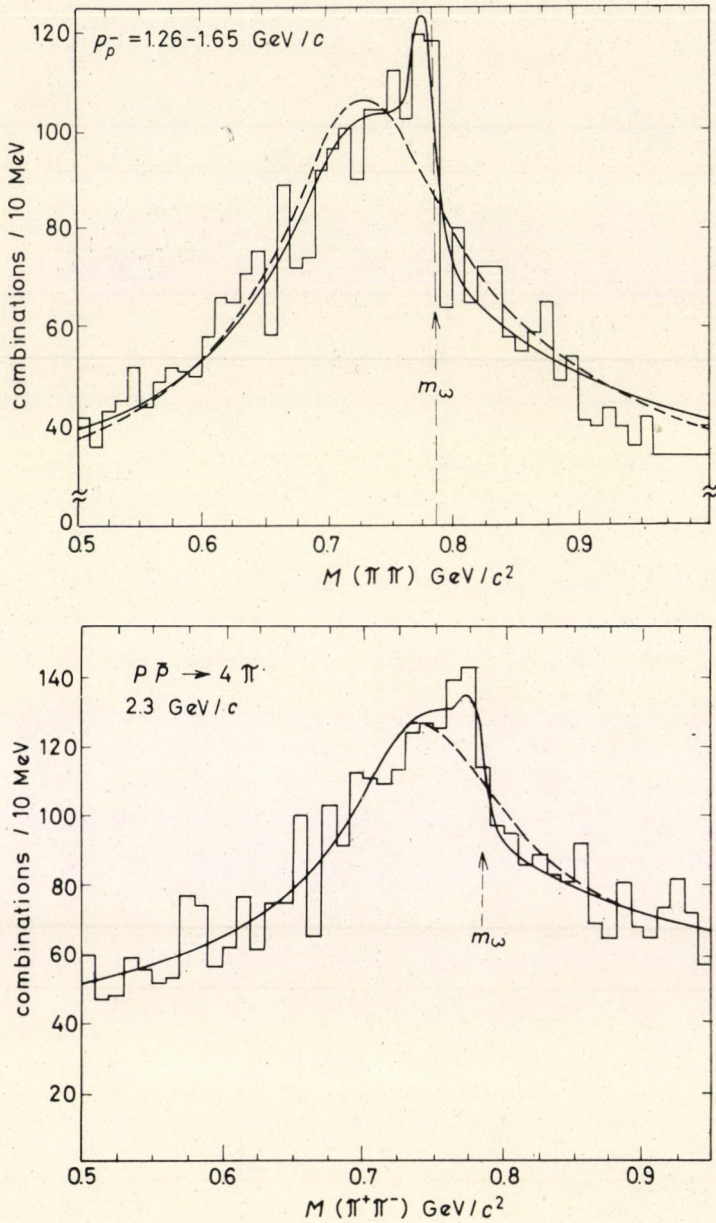 combinations / 10 MeV
120
100
80
60
40
0
p_p̄ = 1.26 - 1.65 GeV/c
m_ω
0.5 0.6 0.7 0.8 0.9
M (ππ) GeV/c²
combinations / 10 MeV
140
120
100
80
60
40
20
P P̄ → 4 π
2.3 GeV/c
m_ω
0.5 0.6 0.7 0.8 0.9
M (π⁺π⁻) GeV/c²